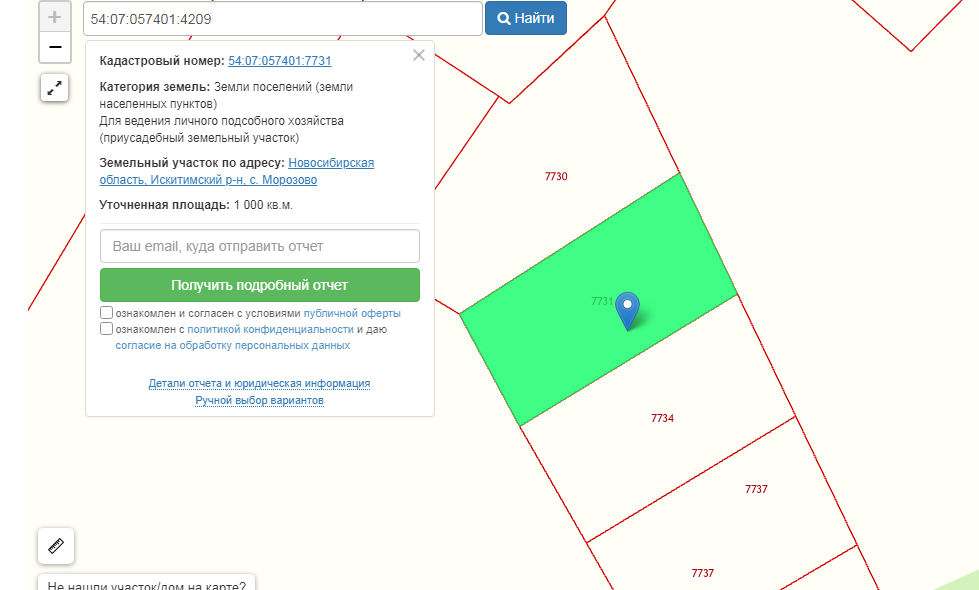 +
54:07:057401:4209
Найти
−
Кадастровый номер: 54:07:057401:7731
×
Категория земель: Земли поселений (земли
населенных пунктов)
Для ведения личного подсобного хозяйства
(приусадебный земельный участок)
Земельный участок по адресу: Новосибирская
область, Искитимский р-н, с. Морозово
Уточненная площадь: 1 000 кв.м.
Ваш email, куда отправить отчет
Получить подробный отчет
ознакомлен и согласен с условиями публичной оферты
ознакомлен с политикой конфиденциальности и даю
согласие на обработку персональных данных
Детали отчета и юридическая информация
Ручной выбор вариантов
7730
7731
7734
7737
7737
Не нашли участок/дом на карте?